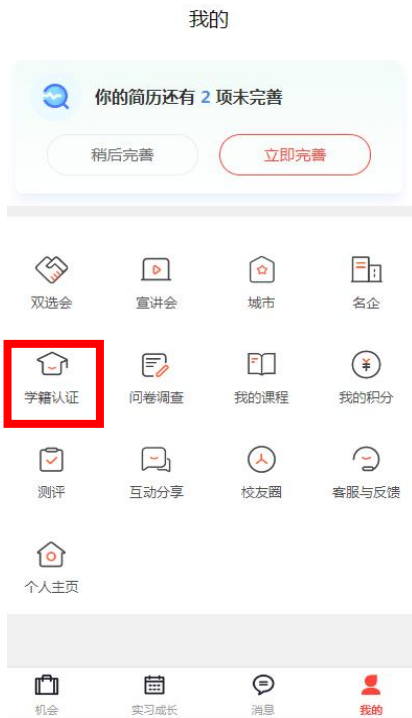 我的
你的简历还有 2 项未完善
稍后完善 立即完善
双选会 宣讲会 城市 名企
学籍认证 问卷调查 我的课程 我的积分
测评 互动分享 校友圈 客服与反馈
个人主页
机会 实习成长 消息 我的